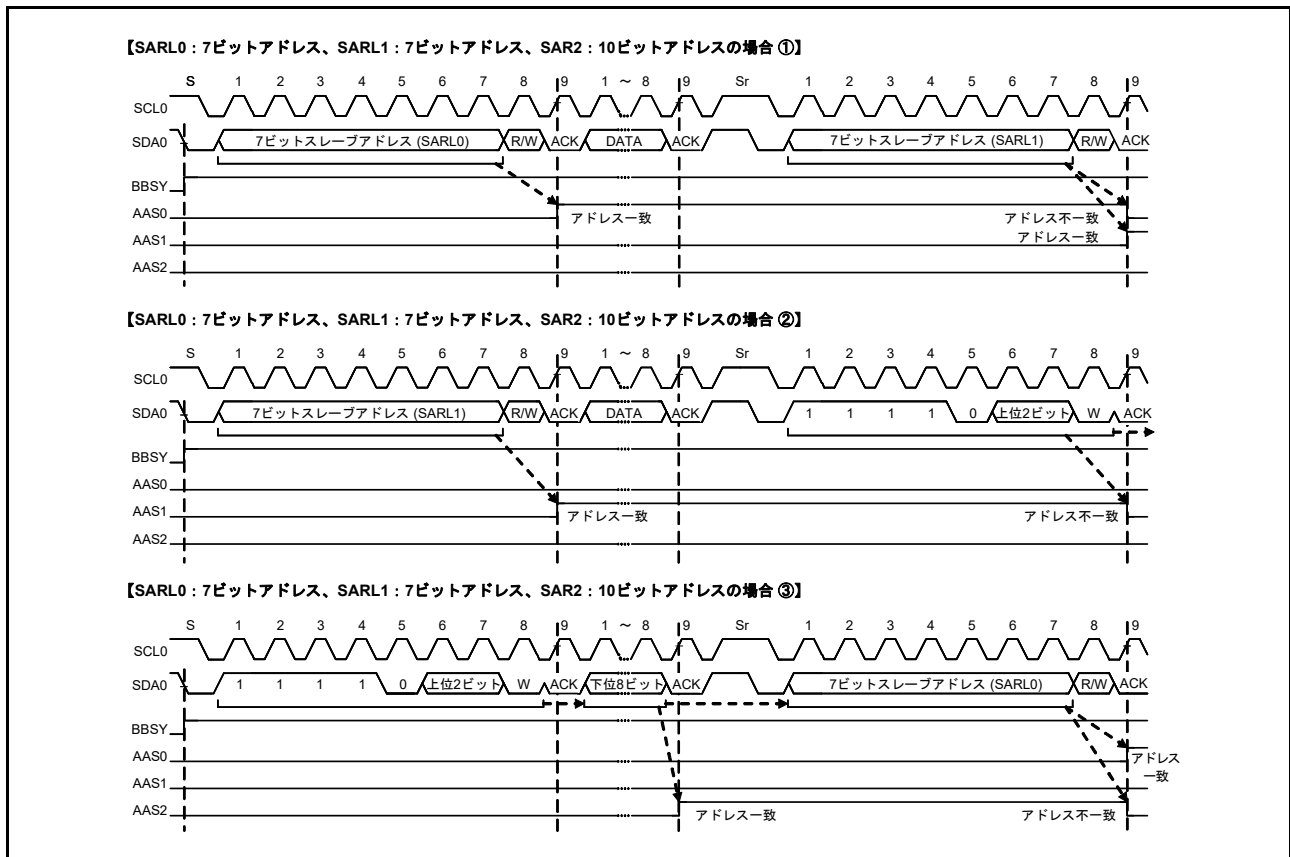 【SARL0：7ビットアドレス、SARL1：7ビットアドレス、SAR2：10ビットアドレスの場合 ①】
S 1 2 3 4 5 6 7 8 9 1 ～ 8 9 Sr 1 2 3 4 5 6 7 8 9
SCL0
SDA0 7ビットスレーブアドレス (SARL0) R/W ACK DATA ACK 7ビットスレーブアドレス (SARL1) R/W ACK
BBSY
AAS0 アドレス一致 アドレス不一致
AAS1 アドレス一致
AAS2
【SARL0：7ビットアドレス、SARL1：7ビットアドレス、SAR2：10ビットアドレスの場合 ②】
S 1 2 3 4 5 6 7 8 9 1 ～ 8 9 Sr 1 2 3 4 5 6 7 8 9
SCL0
SDA0 7ビットスレーブアドレス (SARL1) R/W ACK DATA ACK 1 1 1 1 0 上位2ビット W ACK
BBSY
AAS0
AAS1 アドレス一致 アドレス不一致
AAS2
【SARL0：7ビットアドレス、SARL1：7ビットアドレス、SAR2：10ビットアドレスの場合 ③】
S 1 2 3 4 5 6 7 8 9 1 ～ 8 9 Sr 1 2 3 4 5 6 7 8 9
SCL0
SDA0 1 1 1 1 0 上位2ビット W ACK 下位8ビット ACK 7ビットスレーブアドレス (SARL0) R/W ACK
BBSY
AAS0 アドレス
一致
AAS1
AAS2 アドレス一致 アドレス不一致